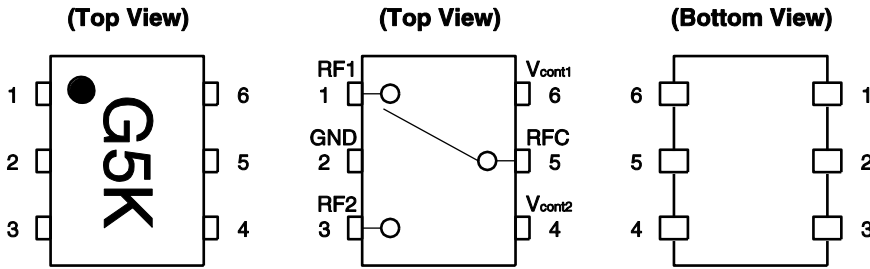 (Top View)
1
2
3
G5K
6
5
4
(Top View)
RF1
1
GND
2
RF2
3
Vcont1
6
RFC
5
Vcont2
4
(Bottom View)
6
5
4
1
2
3